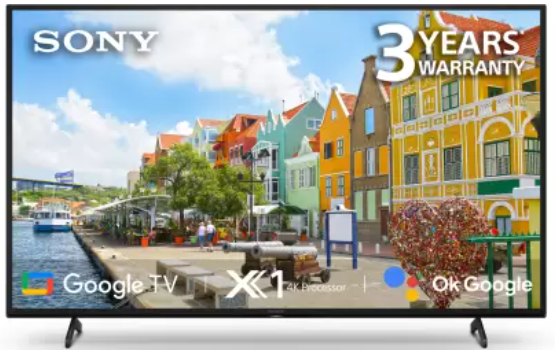 SONY
3 YEARS*
WARRANTY
Google TV
X1 4K Processor
Ok Google